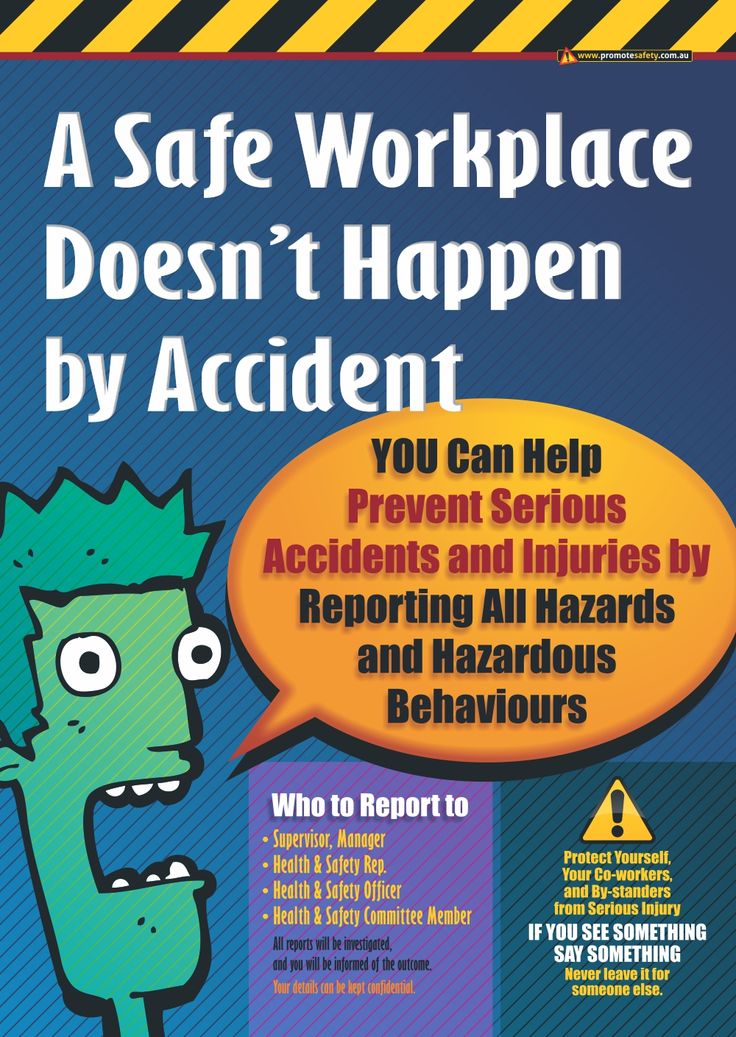 www.promotesafety.com.au
A Safe Workplace
Doesn't Happen
by Accident
YOU Can Help
Prevent Serious
Accidents and Injuries by
Reporting All Hazards
and Hazardous
Behaviours
Who to Report to
• Supervisor, Manager
• Health & Safety Rep.
• Health & Safety Officer
• Health & Safety Committee Member
All reports will be investigated,
and you will be informed of the outcome.
Your details can be kept confidential.
Protect Yourself,
Your Co-workers,
and By-standers
from Serious Injury
IF YOU SEE SOMETHING
SAY SOMETHING
Never leave it for
someone else.